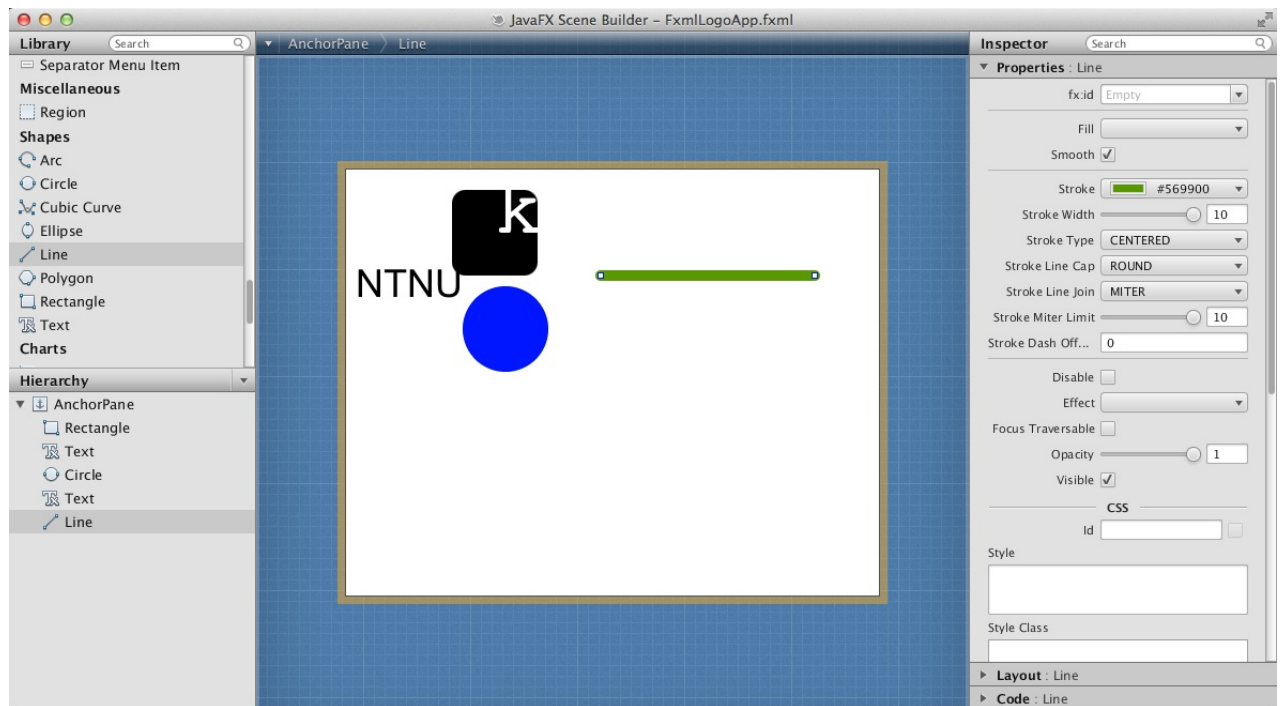 JavaFX Scene Builder – FxmlLogoApp.fxml
Library
Search
Separator Menu Item
Miscellaneous
Region
Shapes
Arc
Circle
Cubic Curve
Ellipse
Line
Polygon
Rectangle
Text
Charts
Hierarchy
AnchorPane
Rectangle
Text
Circle
Text
Line
AnchorPane Line
k
NTNU
Inspector
Search
Properties : Line
fx:id Empty
Fill
Smooth
Stroke #569900
Stroke Width 10
Stroke Type CENTERED
Stroke Line Cap ROUND
Stroke Line Join MITER
Stroke Miter Limit 10
Stroke Dash Off... 0
Disable
Effect
Focus Traversable
Opacity 1
Visible
CSS
Id
Style
Style Class
Layout : Line
Code : Line